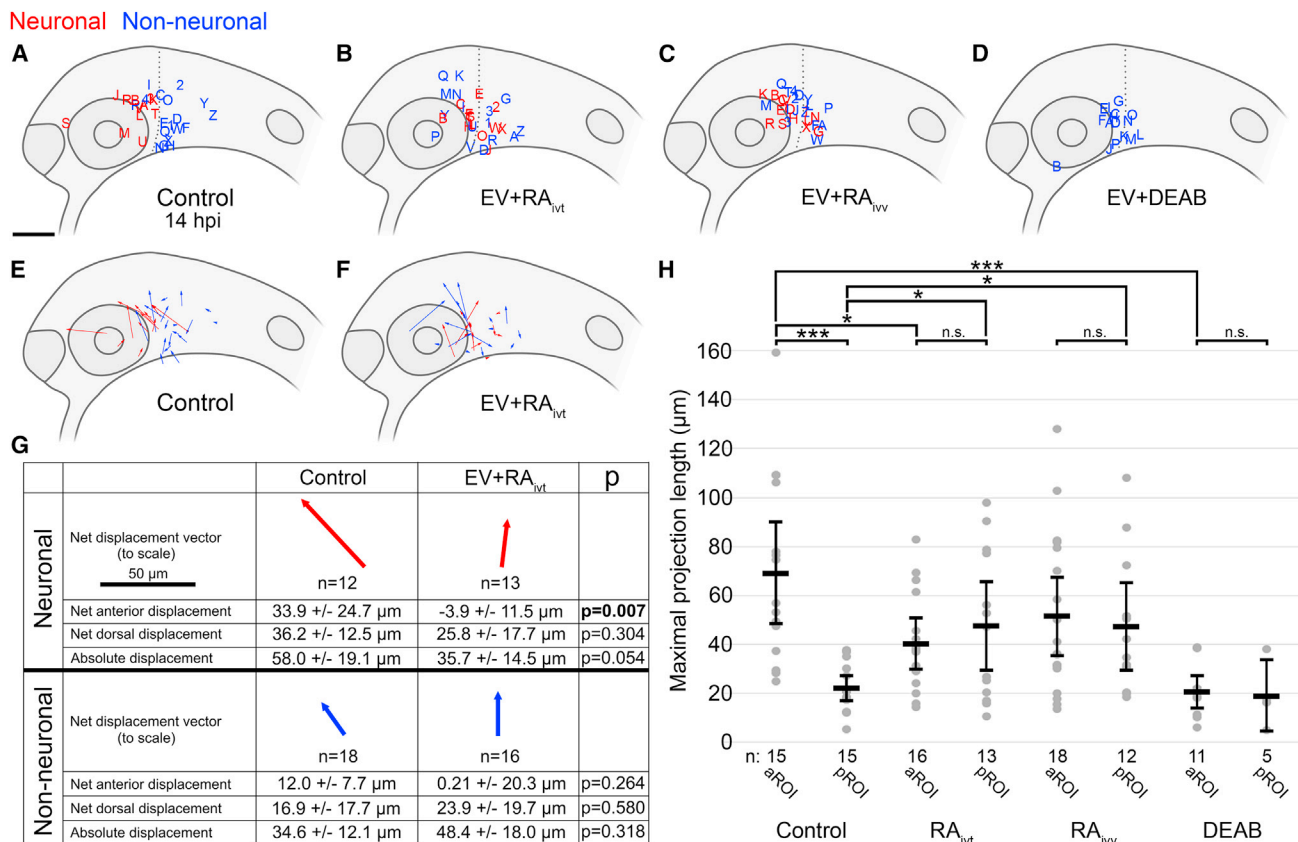 Neuronal Non-neuronal
A B C D
Control
14 hpi
EV+RAivt
EV+RAivv
EV+DEAB
E F H
Control
EV+RAivt
G
Control EV+RAivt p
Neuronal
Net displacement vector
(to scale)
50 µm
n=12 n=13
Net anterior displacement 33.9 +/- 24.7 µm -3.9 +/- 11.5 µm p=0.007
Net dorsal displacement 36.2 +/- 12.5 µm 25.8 +/- 17.7 µm p=0.304
Absolute displacement 58.0 +/- 19.1 µm 35.7 +/- 14.5 µm p=0.054
Non-neuronal
Net displacement vector
(to scale)
n=18 n=16
Net anterior displacement 12.0 +/- 7.7 µm 0.21 +/- 20.3 µm p=0.264
Net dorsal displacement 16.9 +/- 17.7 µm 23.9 +/- 19.7 µm p=0.580
Absolute displacement 34.6 +/- 12.1 µm 48.4 +/- 18.0 µm p=0.318
***
*
*
*
*** n.s. n.s. n.s.
Maximal projection length (µm)
160
140
120
100
80
60
40
20
0
n: 15 15 16 13 18 12 11 5
aROI pROI aROI pROI aROI pROI aROI pROI
Control RAivt RAivv DEAB